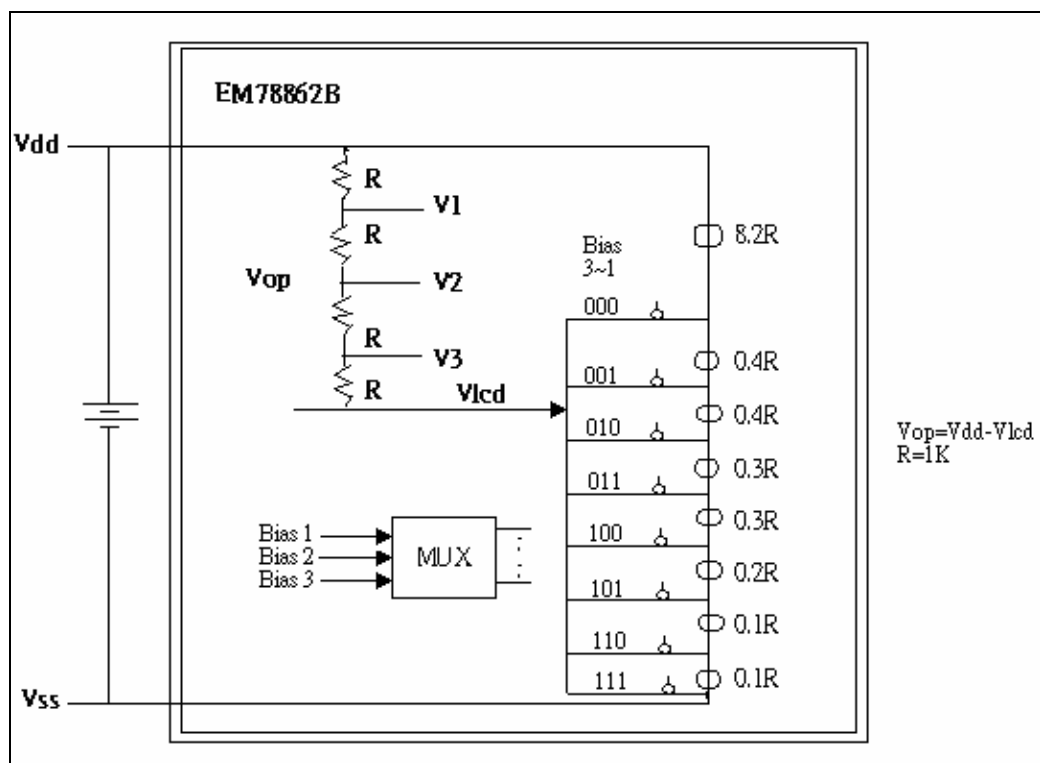 EM78862B
Vdd
R
V1
R
8.2R
Bias
3~1
Vop
V2
000
R
V3
0.4R
001
R
Vlcd
0.4R
010
Vop=Vdd-Vlcd
R=1K
0.3R
011
0.3R
Bias 1
100
Bias 2
MUX
Bias 3
0.2R
101
0.1R
110
0.1R
111
Vss